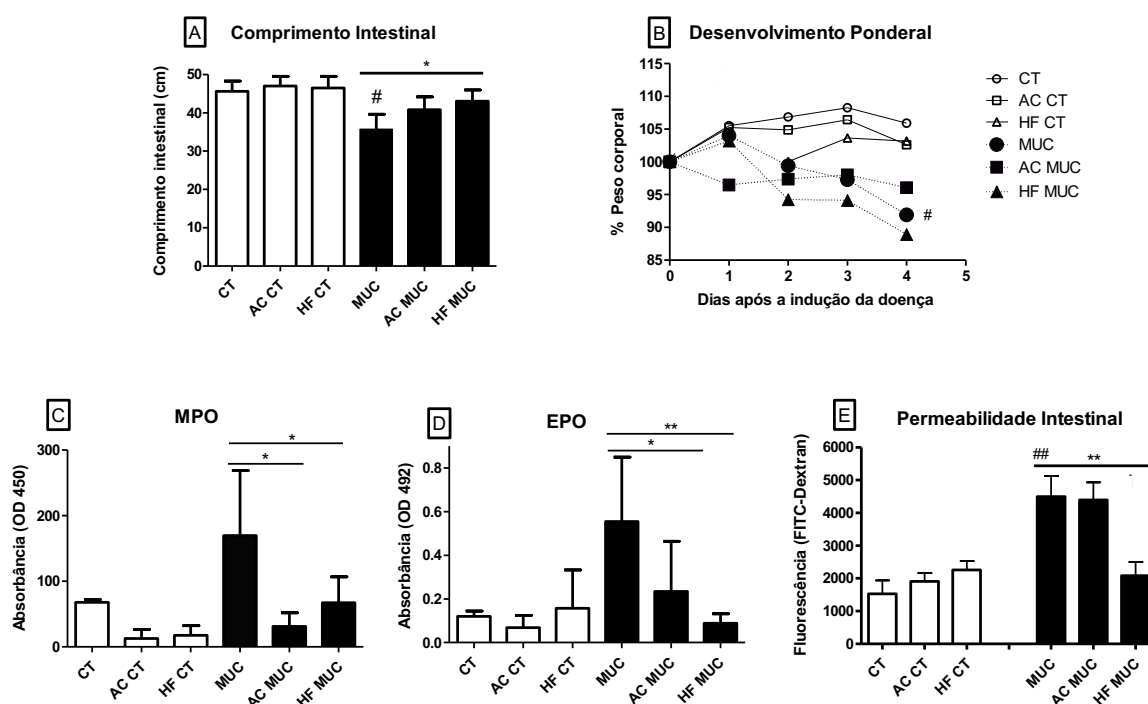 A Comprimento Intestinal
Comprimento intestinal (cm)
50
40
30
20
10
0
#
*
CT
AC CT
HF CT
MUC
AC MUC
HF MUC
B Desenvolvimento Ponderal
% Peso corporal
115
110
105
100
95
90
85
#
0 1 2 3 4 5
Dias após a indução da doença
CT
AC CT
HF CT
MUC
AC MUC
HF MUC
C MPO
Absorbância (OD 450)
300
200
100
0
*
*
CT
AC CT
HF CT
MUC
AC MUC
HF MUC
D EPO
Absorbância (OD 492)
0.8
0.6
0.4
0.2
0.0
**
*
CT
AC CT
HF CT
MUC
AC MUC
HF MUC
E Permeabilidade Intestinal
Fluorescência (FITC-Dextran)
6000
5000
4000
3000
2000
1000
0
##
**
CT
AC CT
HF CT
MUC
AC MUC
HF MUC